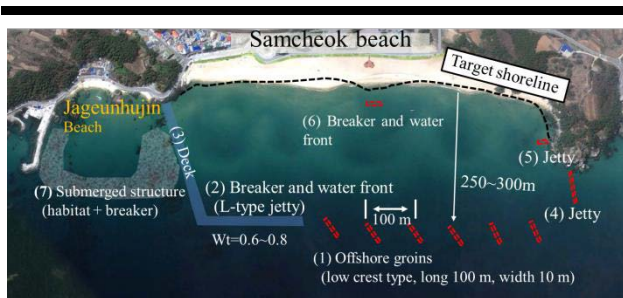 Samcheok beach
Target shoreline
Jageunhujin
Beach
(3) Deck
(6) Breaker and water
front
(5) Jetty
250~300m
(7) Submerged structure
(habitat + breaker)
(2) Breaker and water front
(L-type jetty)
100 m
(4) Jetty
Wt=0.6~0.8
(1) Offshore groins
(low crest type, long 100 m, width 10 m)